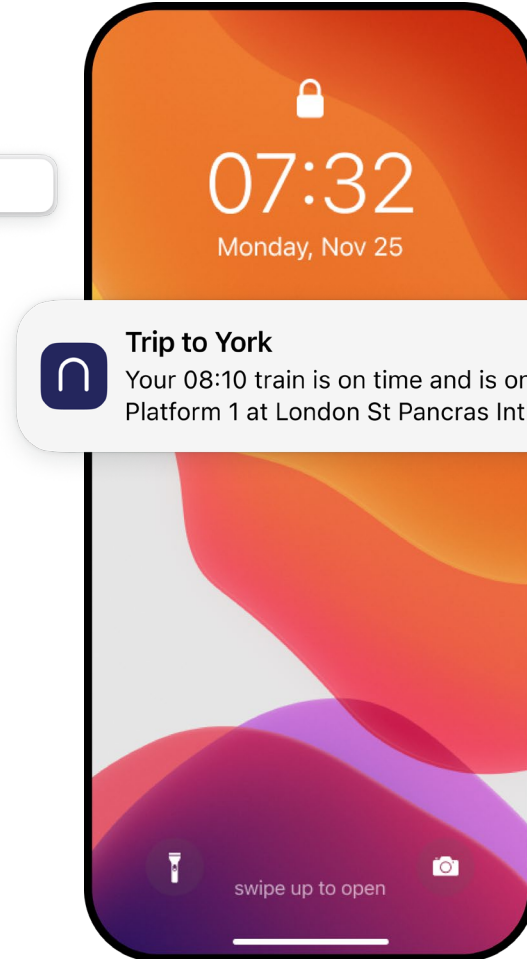 07:32
Monday, Nov 25
Trip to York
Your 08:10 train is on time and is on
Platform 1 at London St Pancras Int
swipe up to open